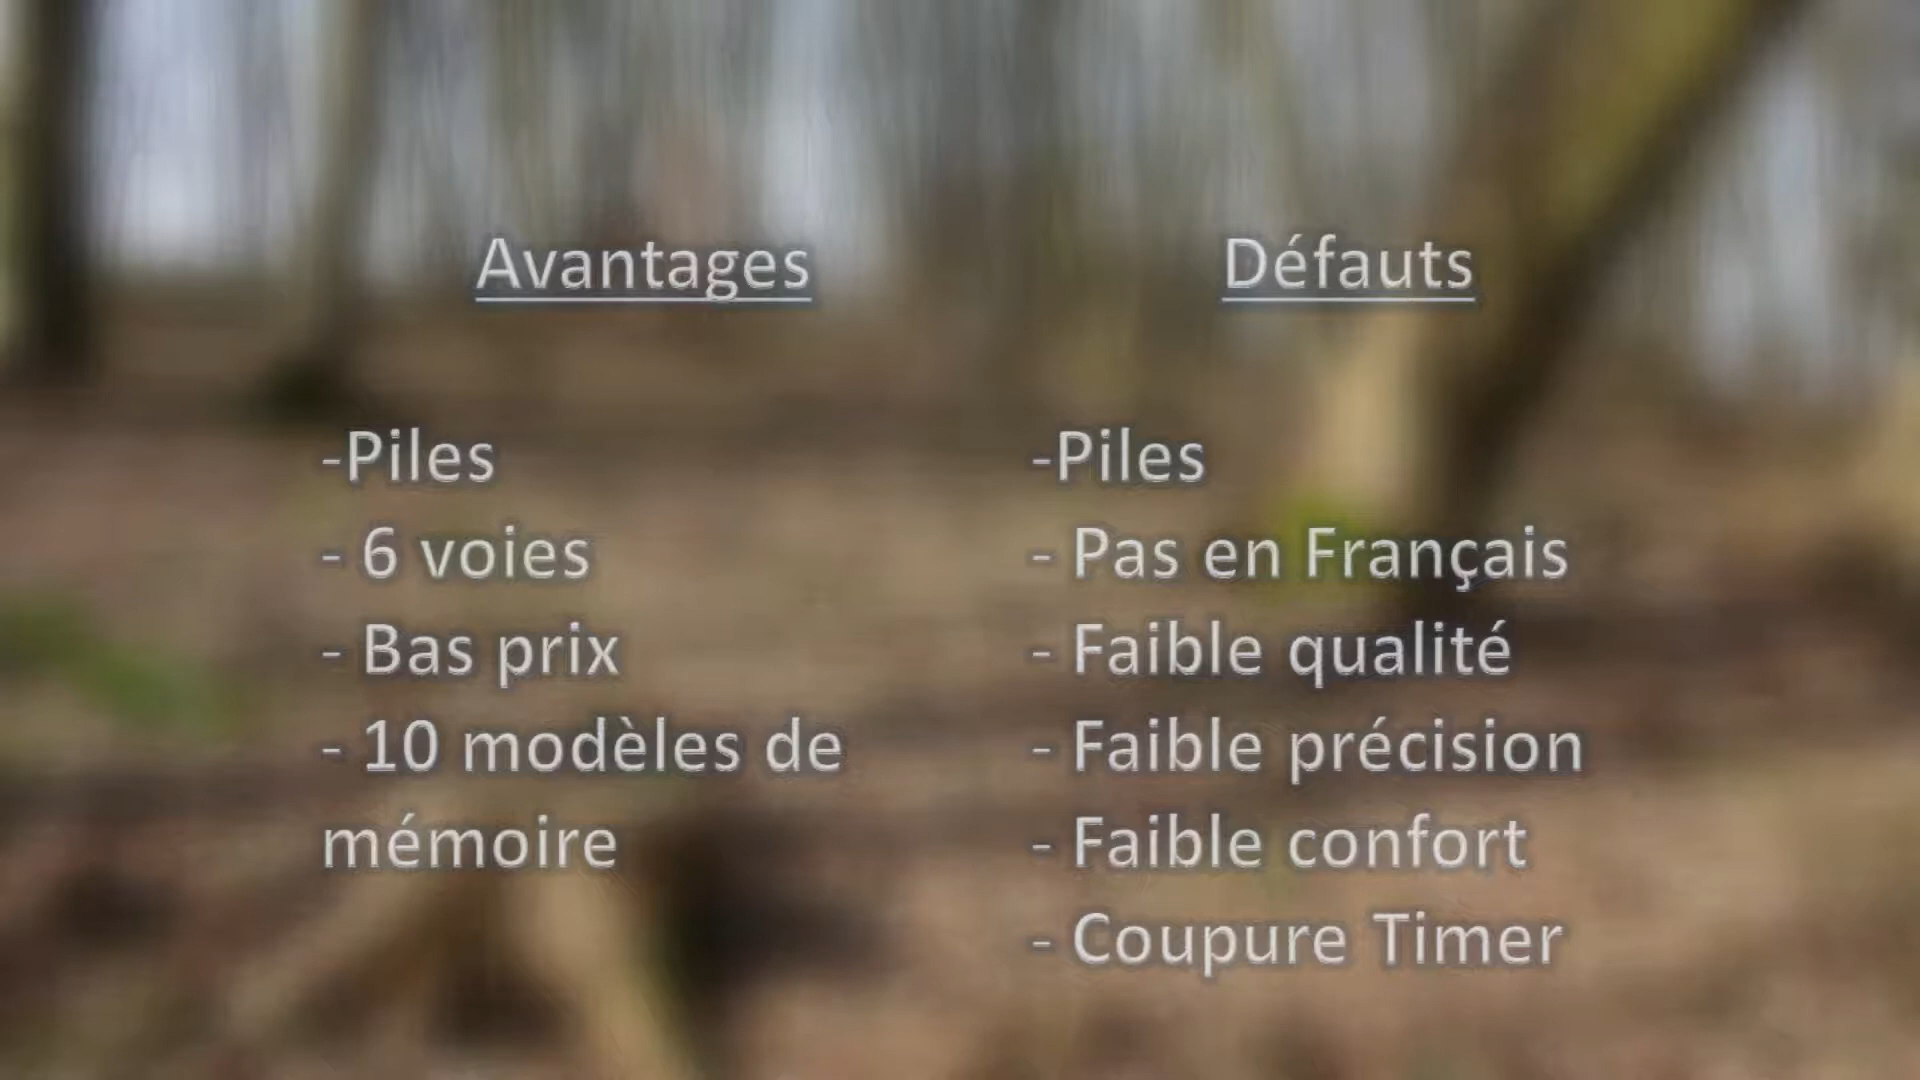 Avantages
-Piles
- 6 voies
- Bas prix
- 10 modèles de
mémoire
Défauts
-Piles
- Pas en Français
- Faible qualité
- Faible précision
- Faible confort
- Coupure Timer